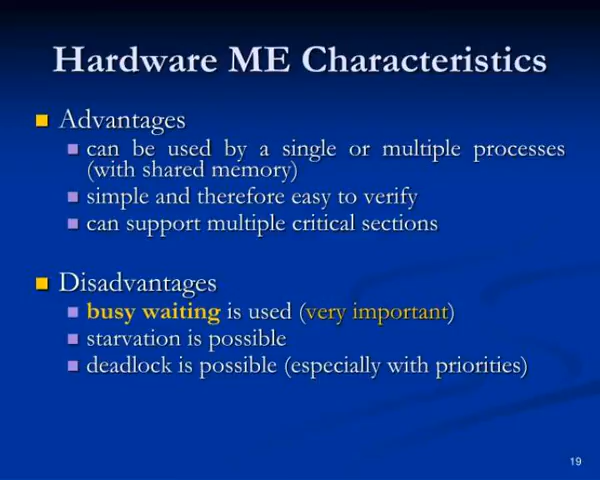 Hardware ME Characteristics
Advantages
can be used by a single or multiple processes
(with shared memory)
simple and therefore easy to verify
can support multiple critical sections
Disadvantages
busy waiting is used (very important)
starvation is possible
deadlock is possible (especially with priorities)
19